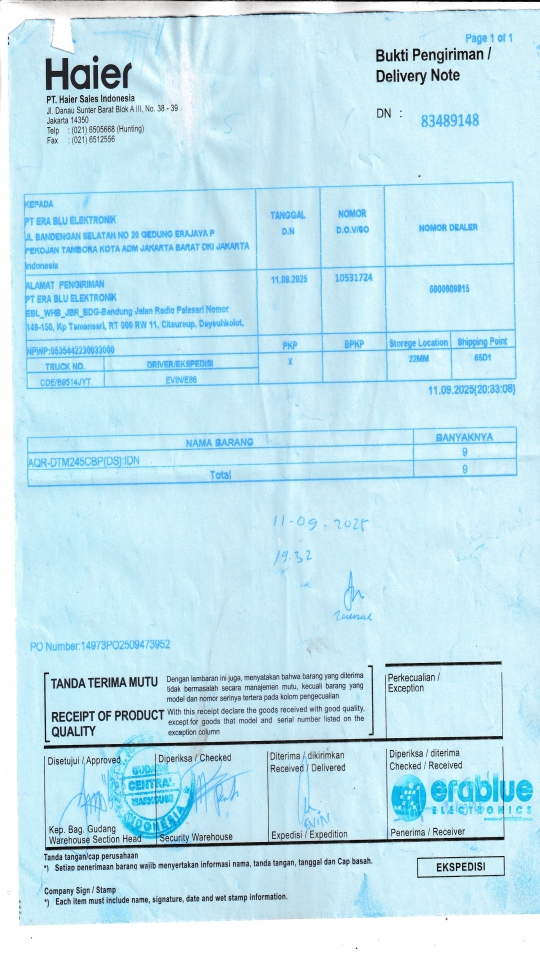 Page 1 of 1
Haier
Bukti Pengiriman /
Delivery Note
PT. Haier Sales Indonesia
Jl. Danau Sunter Barat Blok A III, No. 38 - 39
Jakarta 14350
Telp : (021) 6505668 (Hunting)
Fax : (021) 6512556
DN : 83489148
KEPADA
PT ERA BLU ELEKTRONIK
JL BANDENGAN SELATAN NO 20 GEDUNG ERAJAYA P
PEKOJAN TAMBORA KOTA ADM JAKARTA BARAT DKI JAKARTA
Indonesia
TANGGAL
D.N
NOMOR
D.O.V/SO
NOMOR DEALER
ALAMAT PENGIRIMAN
PT ERA BLU ELEKTRONIK
EBL_WHB_JBR_BDG-Bandung Jalan Radio Palasari Nomor
149-150, Kp Tamansari, RT 006 RW 11, Citeureup, Dayeuhkolot,
11.09.2025
10531724
6000609815
NPWP:0535442230033000
PKP
BPKP
Storege Location
Shipping Point
TRUCK NO.
DRIVER/EKSPEDISI
X
22MM
65D1
CDE/B9514JYT
EVIN/E86
11.09.2025(20:33:08)
NAMA BARANG
BANYAKNYA
AQR-DTM245CBP(DS):IDN
9
Total
9
11-09-2025
19.32
PO Number:14973PO2509473952
TANDA TERIMA MUTU
Dengan lembaran ini juga, menyatakan bahwa barang yang diterima
tidak bermasalah secara manajemen mutu, kecuali barang yang
model dan nomor serinya tertera pada kolom pengecualian
RECEIPT OF PRODUCT
QUALITY
With this receipt declare the goods received with good quality,
except for goods that model and serial number listed on the
exception column
Perkecualian /
Exception
Disetujui / Approved
Diperiksa / Checked
Diterima / dikirimkan
Received / Delivered
Diperiksa / diterima
Checked / Received
GUDANG
CENTRAL
WAREHOUSE
INDONESIA
EVIN
erablue
ELECTRONICS
Kep. Bag. Gudang
Warehouse Section Head
Security Warehouse
Expedisi / Expedition
Penerima / Receiver
Tanda tangan/cap perusahaan
*) Setiap penerimaan barang wajib menyertakan informasi nama, tanda tangan, tanggal dan Cap basah.
EKSPEDISI
Company Sign / Stamp
*) Each item must include name, signature, date and wet stamp information.